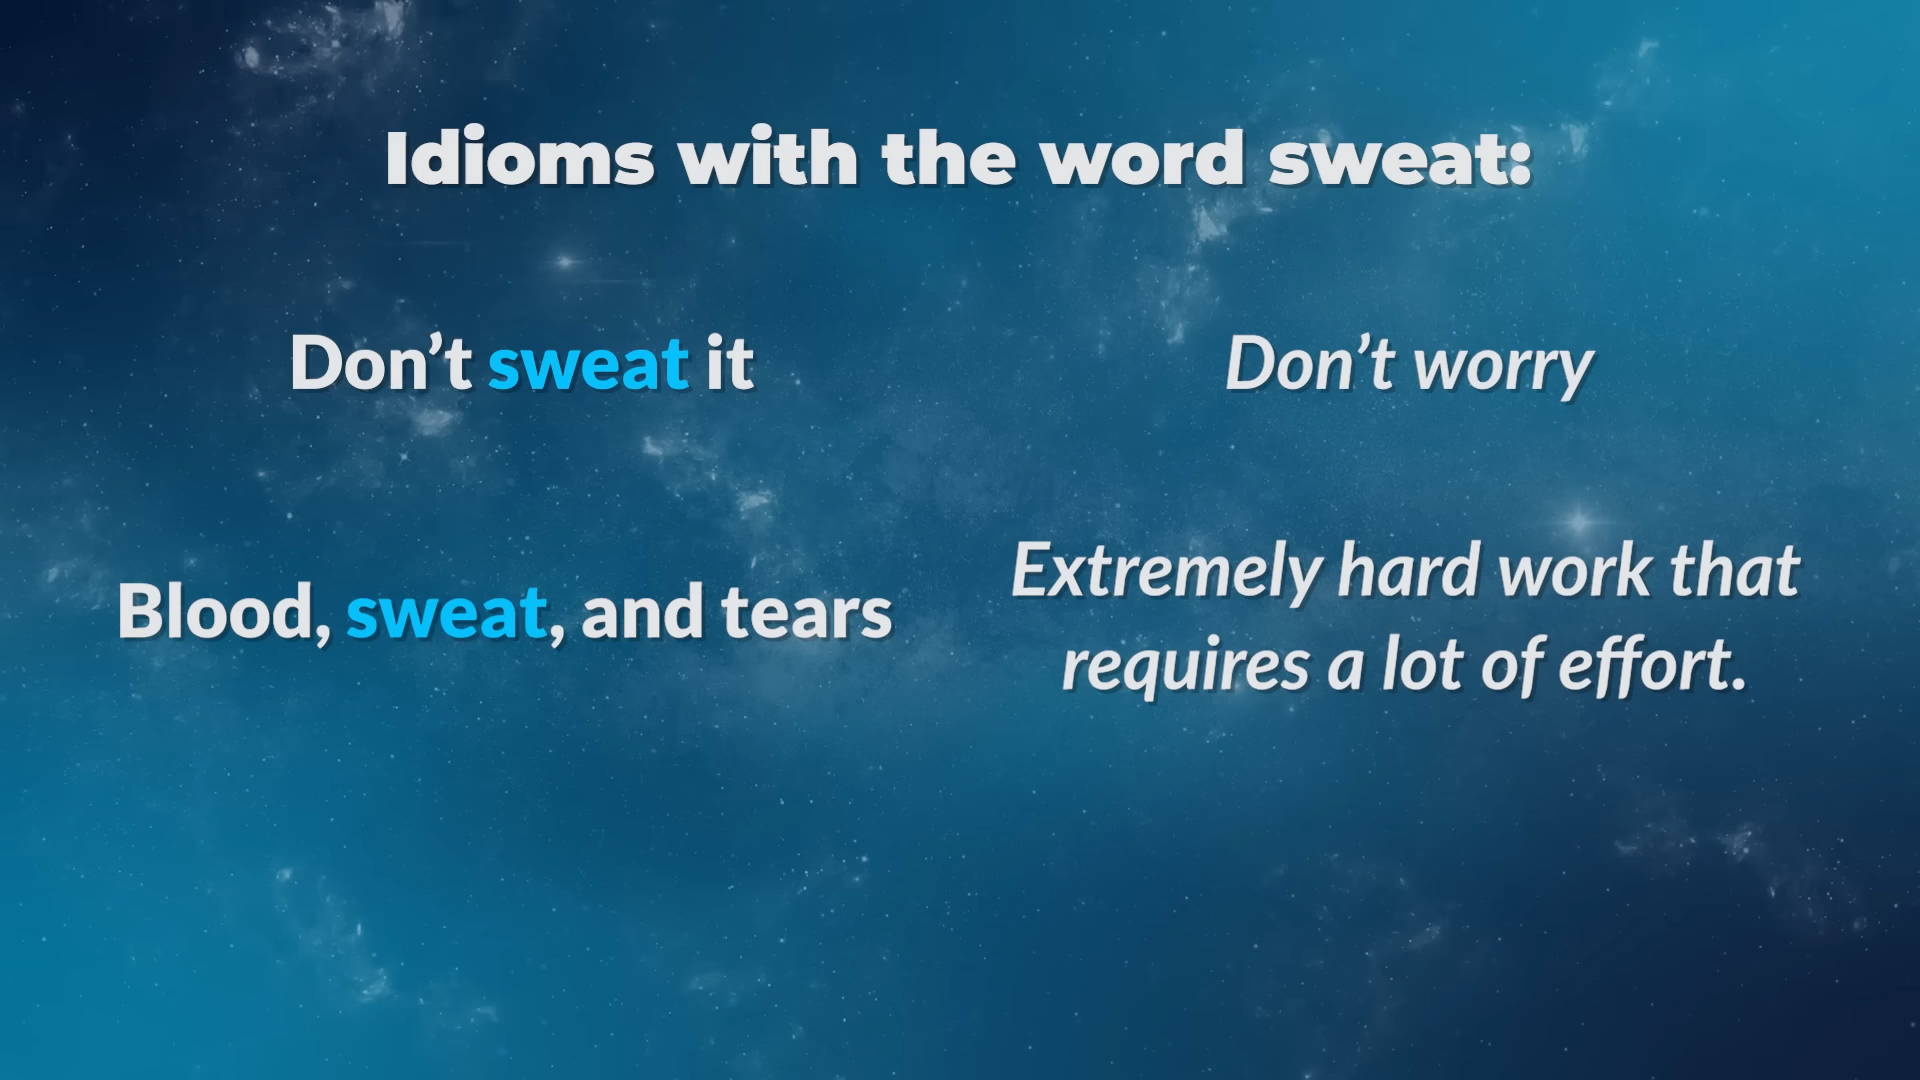 Idioms with the word sweat:
Don’t sweat it
Don’t worry
Blood, sweat, and tears
Extremely hard work that
requires a lot of effort.